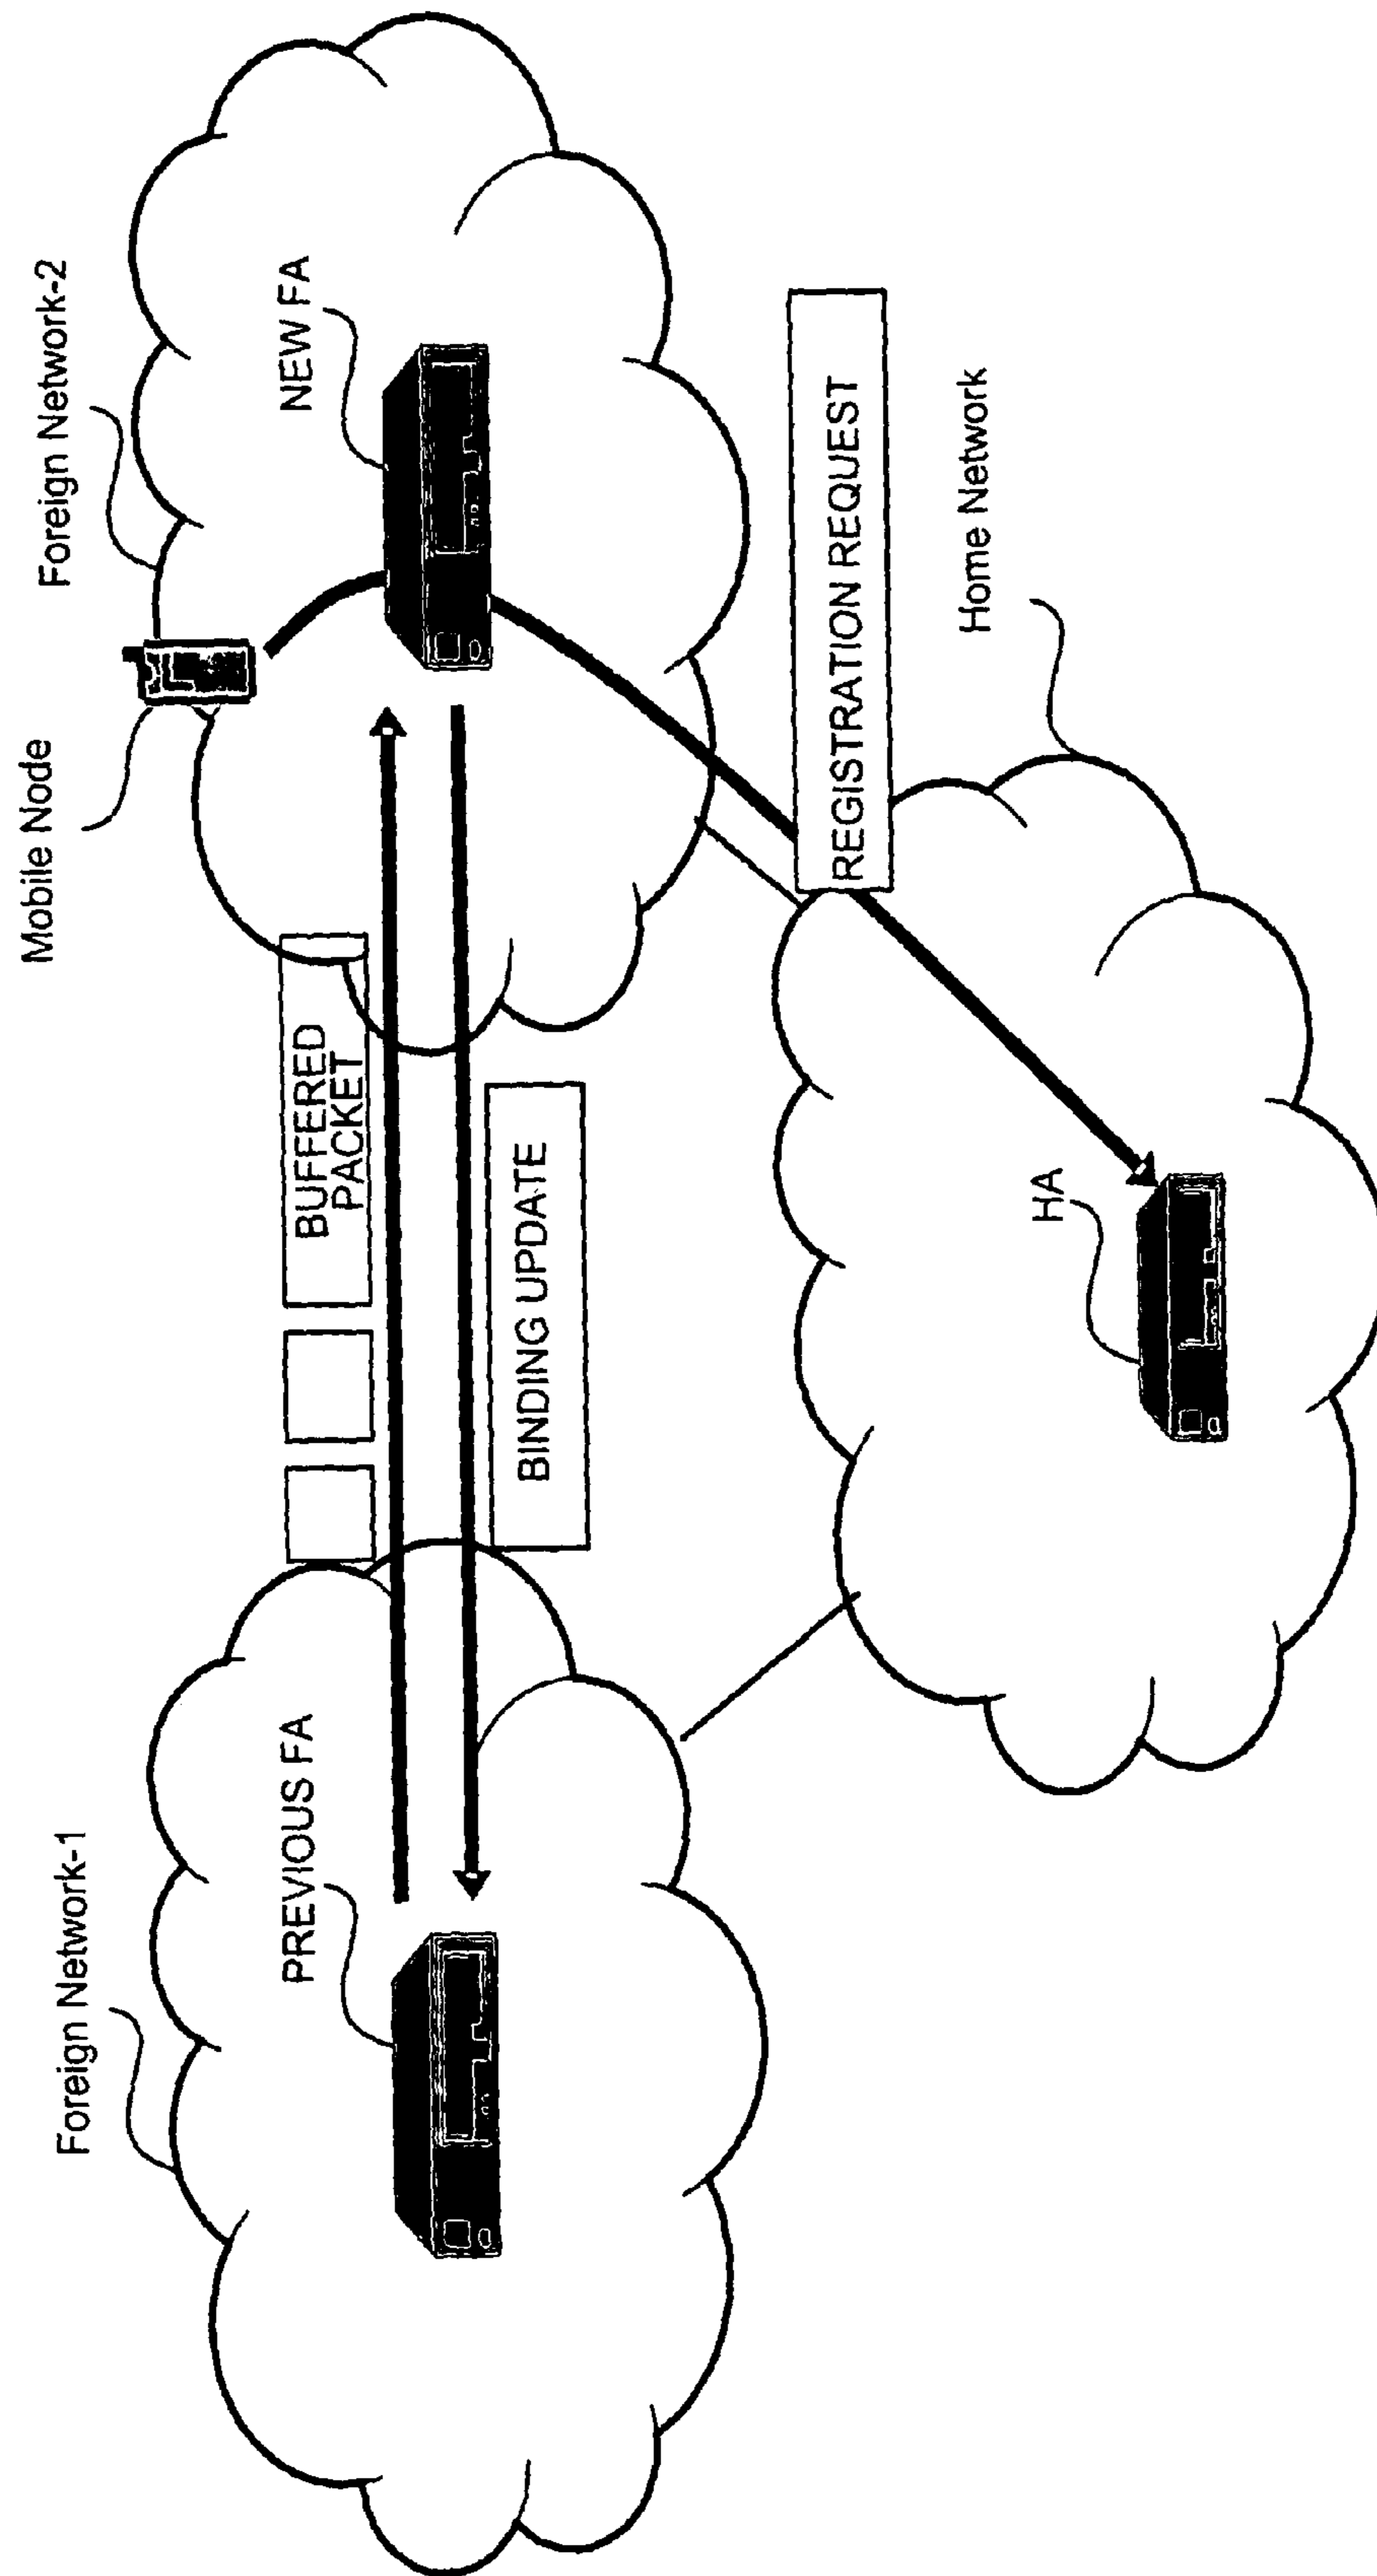 Foreign Network-1
Mobile Node
Foreign Network-2
PREVIOUS FA
BUFFERED
PACKET
NEW FA
BINDING UPDATE
REGISTRATION REQUEST
Home Network
HA